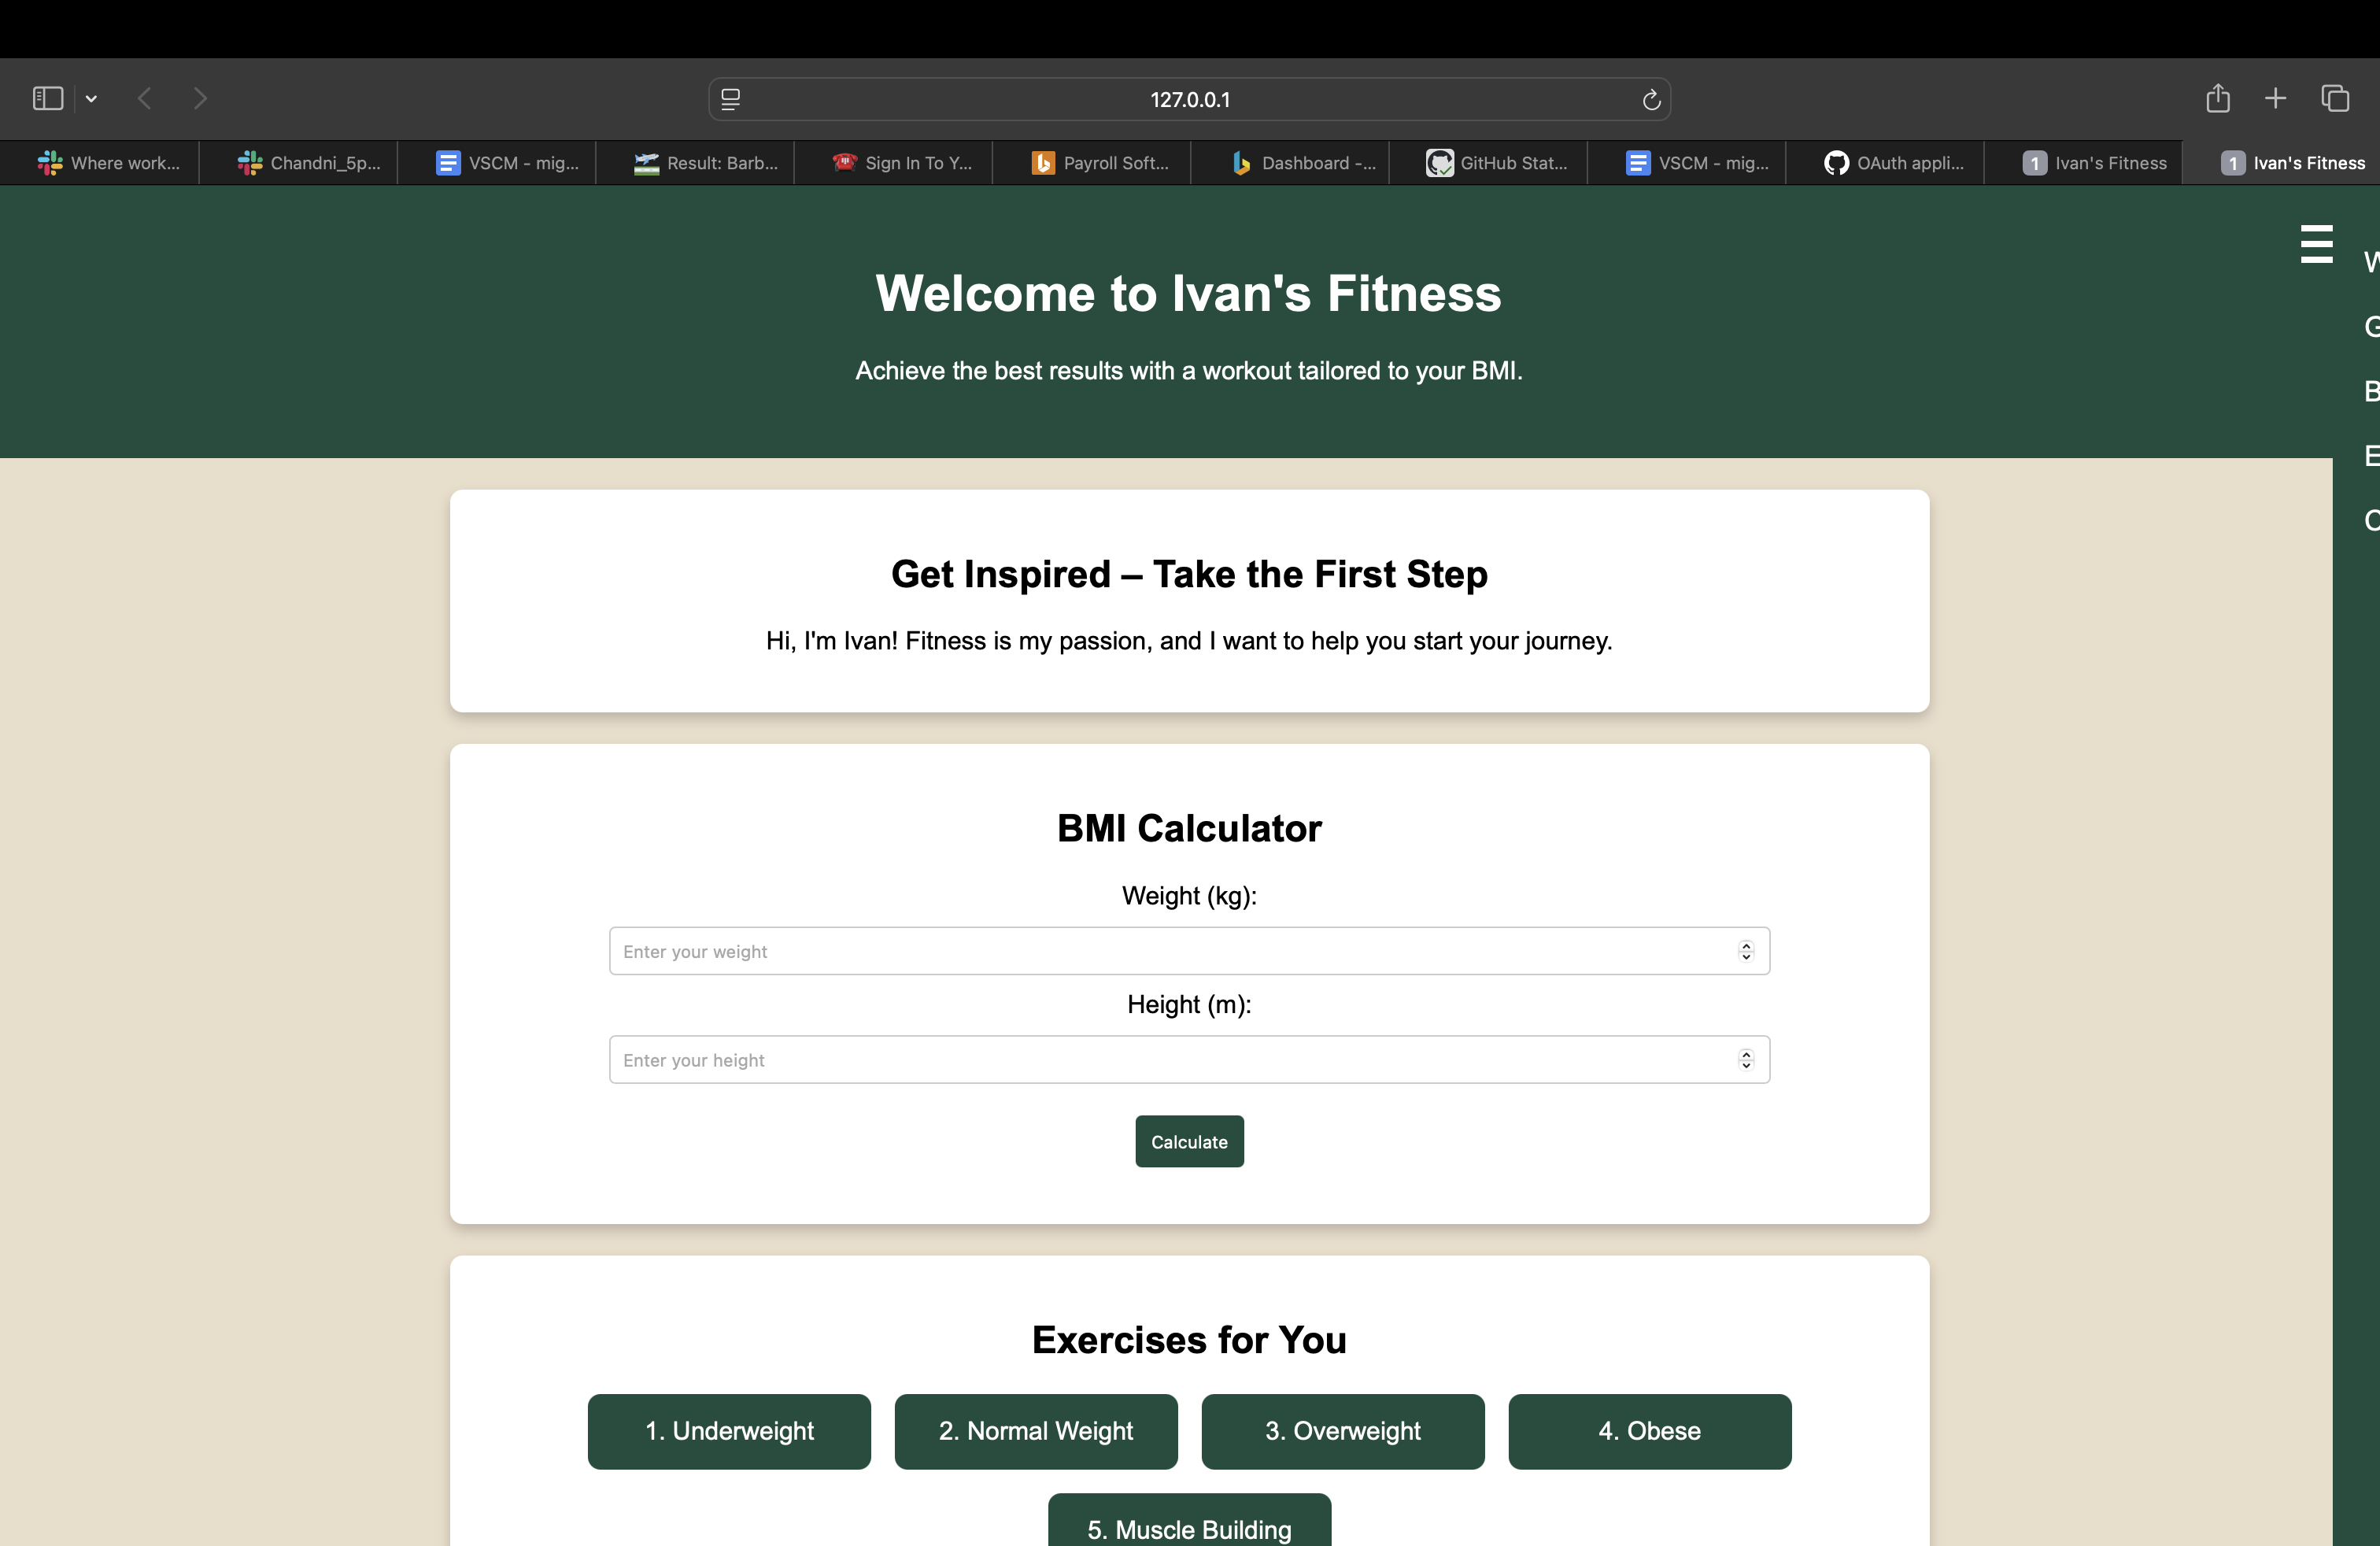 127.0.0.1
Where work...
Chandni_5p...
VSCM - mig...
Result: Barb...
Sign In To Y...
Payroll Soft...
Dashboard -...
GitHub Stat...
VSCM - mig...
OAuth appli...
1 Ivan's Fitness
1 Ivan's Fitness
Welcome to Ivan's Fitness
Achieve the best results with a workout tailored to your BMI.
W
G
B
E
C
Get Inspired – Take the First Step
Hi, I'm Ivan! Fitness is my passion, and I want to help you start your journey.
BMI Calculator
Weight (kg):
Enter your weight
Height (m):
Enter your height
Calculate
Exercises for You
1. Underweight
2. Normal Weight
3. Overweight
4. Obese
5. Muscle Building